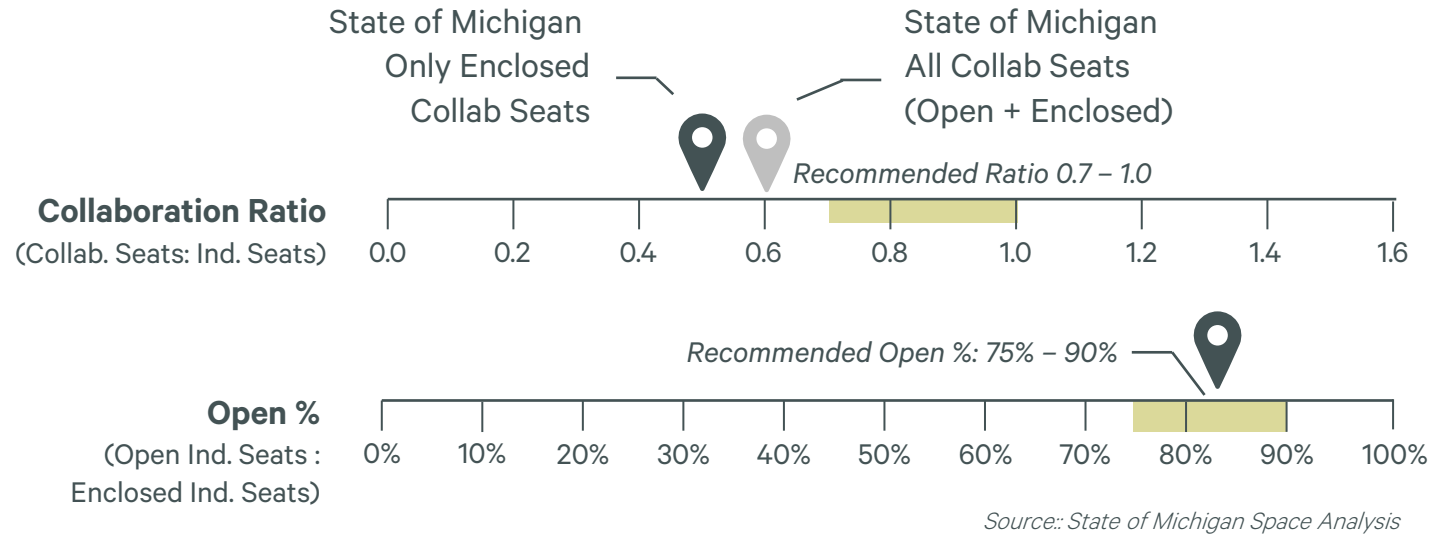 State of Michigan
Only Enclosed
Collab Seats
State of Michigan
All Collab Seats
(Open + Enclosed)
Recommended Ratio 0.7 – 1.0
Collaboration Ratio
(Collab. Seats: Ind. Seats)
0.0 0.2 0.4 0.6 0.8 1.0 1.2 1.4 1.6
Recommended Open %: 75% – 90%
Open %
(Open Ind. Seats :
Enclosed Ind. Seats)
0% 10% 20% 30% 40% 50% 60% 70% 80% 90% 100%
Source:: State of Michigan Space Analysis